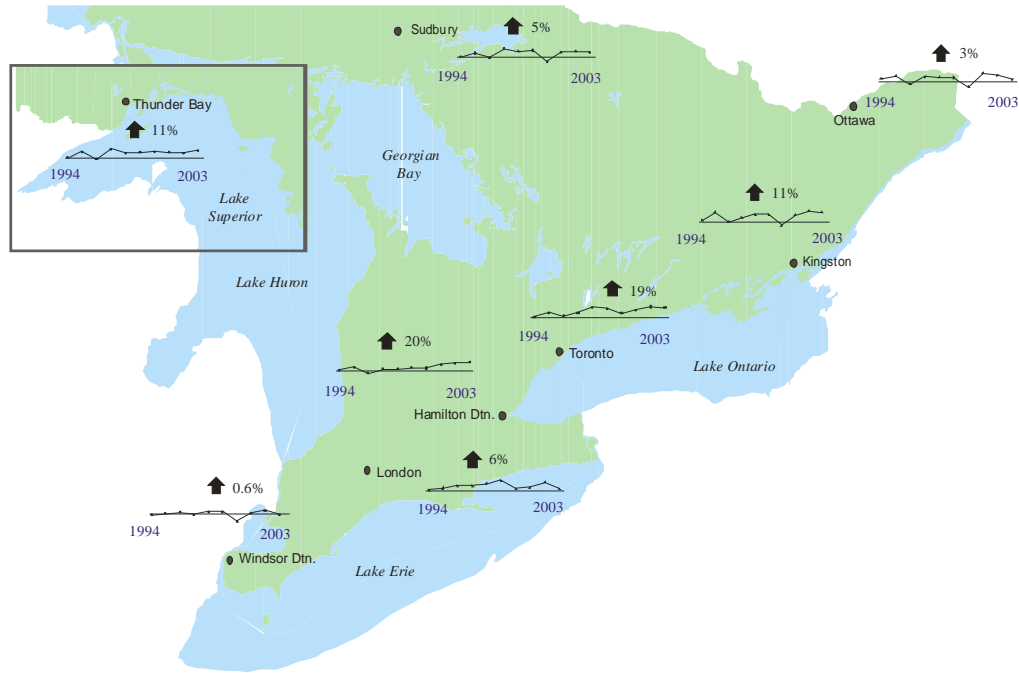 Sudbury
5%
1994
2003
3%
1994
2003
Ottawa
Thunder Bay
11%
1994
2003
Lake
Superior
Georgian
Bay
11%
1994
2003
Kingston
Lake Huron
19%
1994
2003
Toronto
20%
1994
2003
Lake Ontario
Hamilton Dtn.
London
6%
1994
2003
0.6%
1994
2003
Windsor Dtn.
Lake Erie